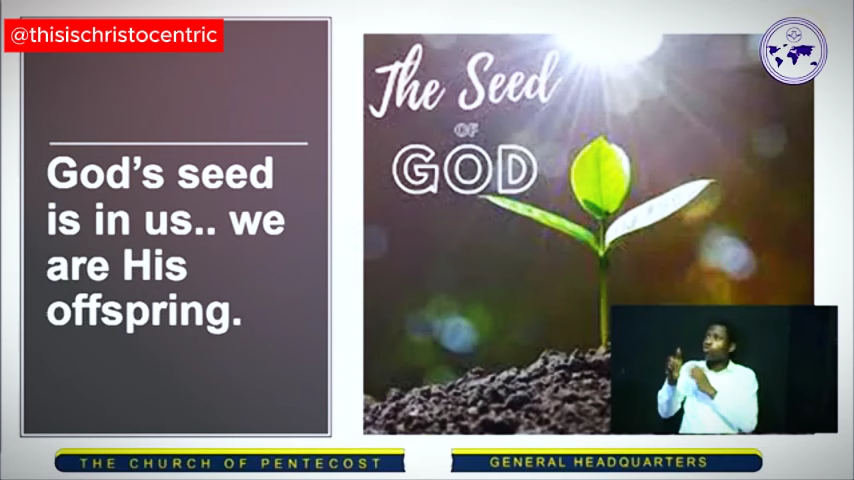 @thisischristocentric
God's seed
is in us.. we
are His
offspring.
The Seed
OF
GOD
THE CHURCH OF PENTECOST
GENERAL HEADQUARTERS